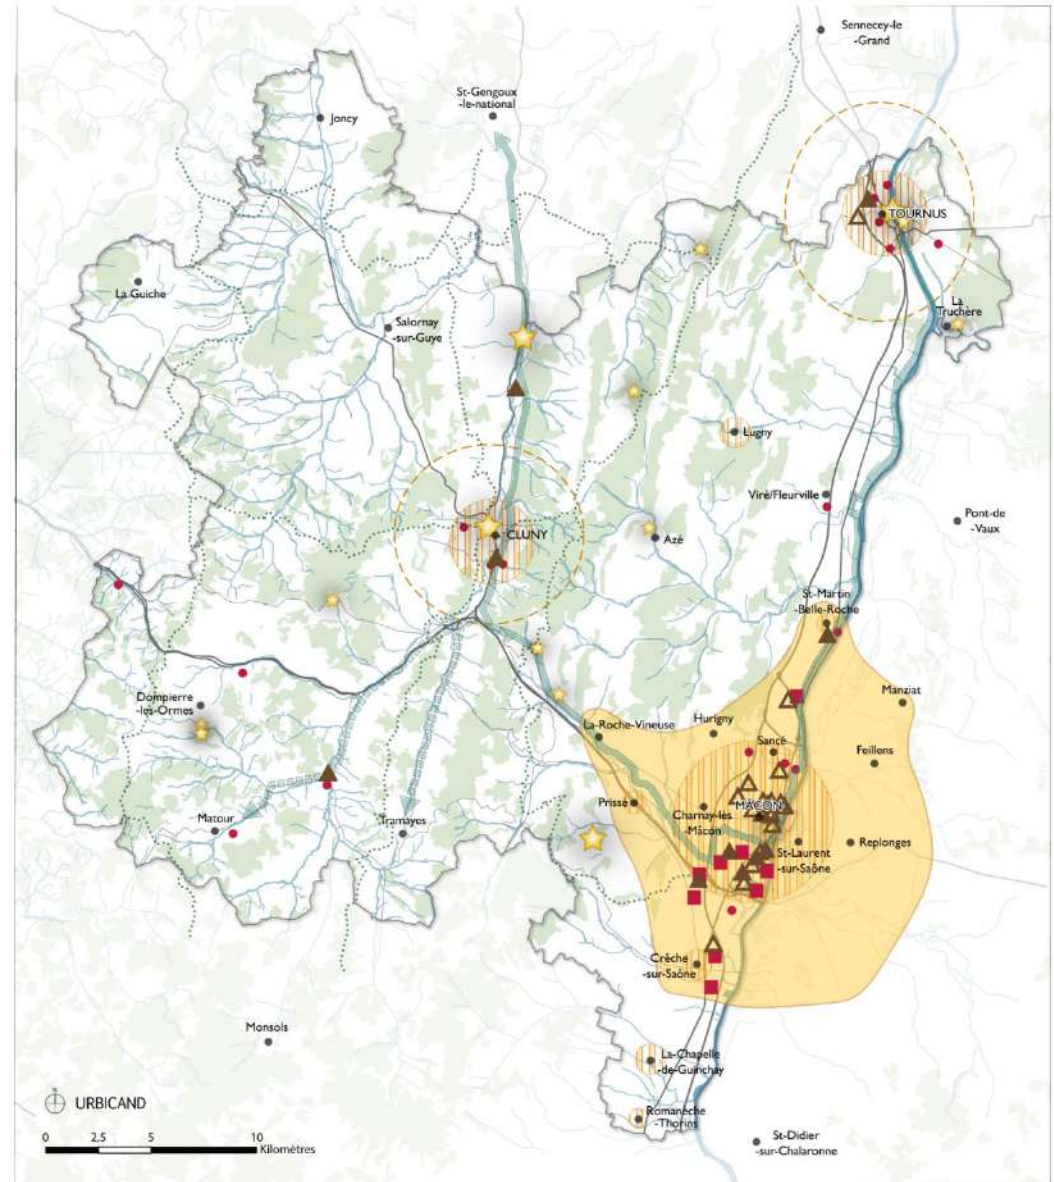 Sennecey-le
-Grand
St-Gengoux
-le-national
Joncy
TOURNUS
La Guiche
La
Truchère
Salornay
-sur-Guye
Lugny
Viré/Fleurville
Pont-de
-Vaux
CLUNY
Azé
St-Martin
-Belle-Roche
Dompierre
-les-Ormes
Manziat
La-Roche-Vineuse
Hurigny
Sancé
Feillens
Prissé
MÂCON
Charnay-les
-Mâcon
Matour
Tramayes
St-Laurent
-sur-Saône
Replonges
Crêche
-sur-Saône
Monsols
La-Chapelle
-de-Guinchay
N
URBICAND
Romanèche
-Thorins
0 2,5 5 10
Kilomètres
St-Didier
-sur-Chalaronne